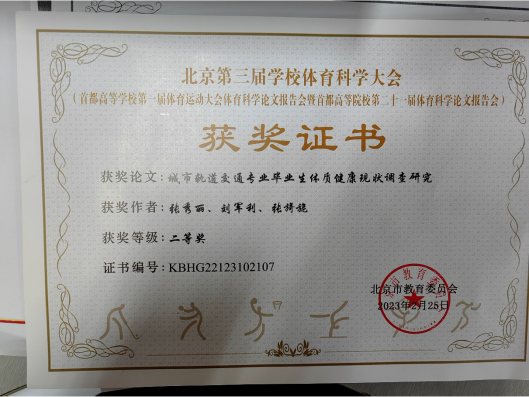 北京第三届学校体育科学大会
（首都高等学校第一届体育运动大会体育科学论文报告会暨首都高等院校第二十一届体育科学论文报告会）
获奖证书
获奖论文：城市轨道交通专业毕业生体质健康现状调查研究
获奖作者：张秀丽、刘军利、张旖旎
获奖等级：二等奖
证书编号：KBHG22123102107
北京市教育委员会
2023年2月25日